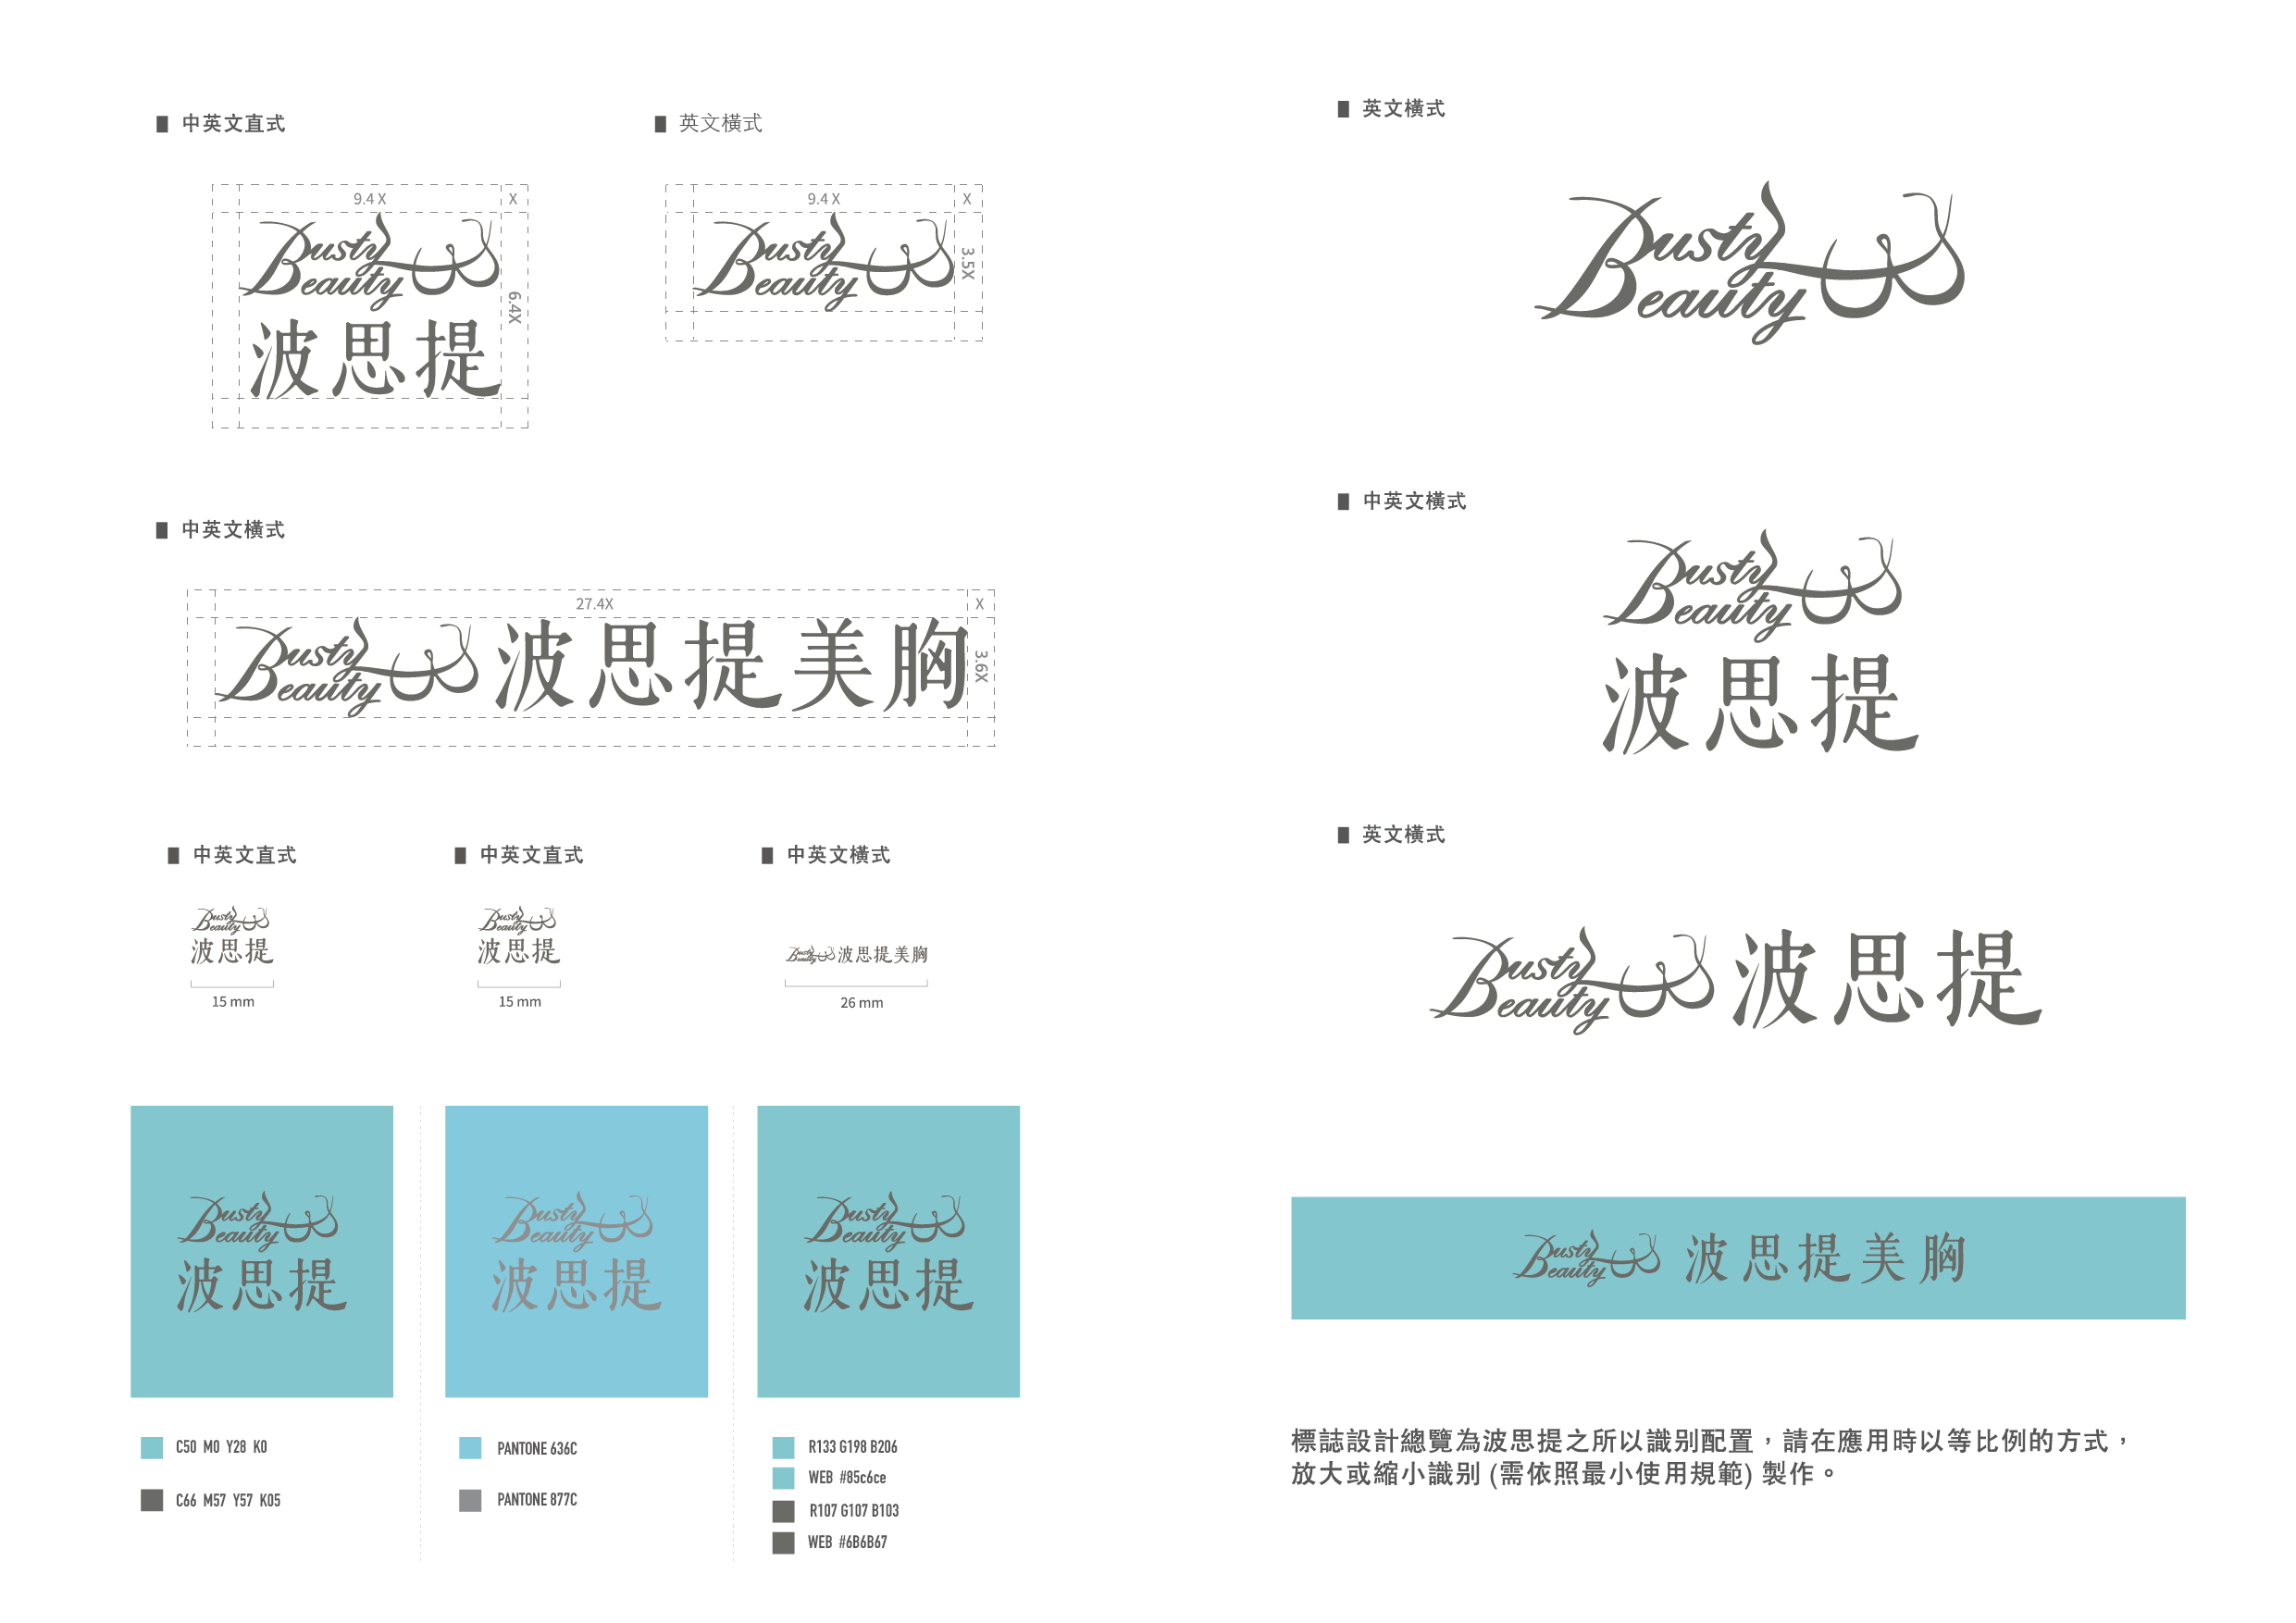 中英文直式
英文橫式
9.4 X
X
Busty
Beauty
波思提
6.4X
9.4 X
X
Busty
Beauty
3.5X
中英文橫式
27.4X
X
Busty
Beauty
波思提美胸
3.6X
中英文直式
Busty
Beauty
波思提
15 mm
中英文直式
Busty
Beauty
波思提
15 mm
中英文橫式
Busty
Beauty
波思提美胸
26 mm
Busty
Beauty
波思提
C50 M0 Y28 K0
C66 M57 Y57 K05
Busty
Beauty
波思提
PANTONE 636C
PANTONE 877C
Busty
Beauty
波思提
R133 G198 B206
WEB #85c6ce
R107 G107 B103
WEB #6B6B67
英文橫式
Busty
Beauty
中英文橫式
Busty
Beauty
波思提
英文橫式
Busty
Beauty
波思提
Busty
Beauty
波思提美胸
標誌設計總覽為波思提之所以識別配置，請在應用時以等比例的方式，
放大或縮小識別 (需依照最小使用規範) 製作。